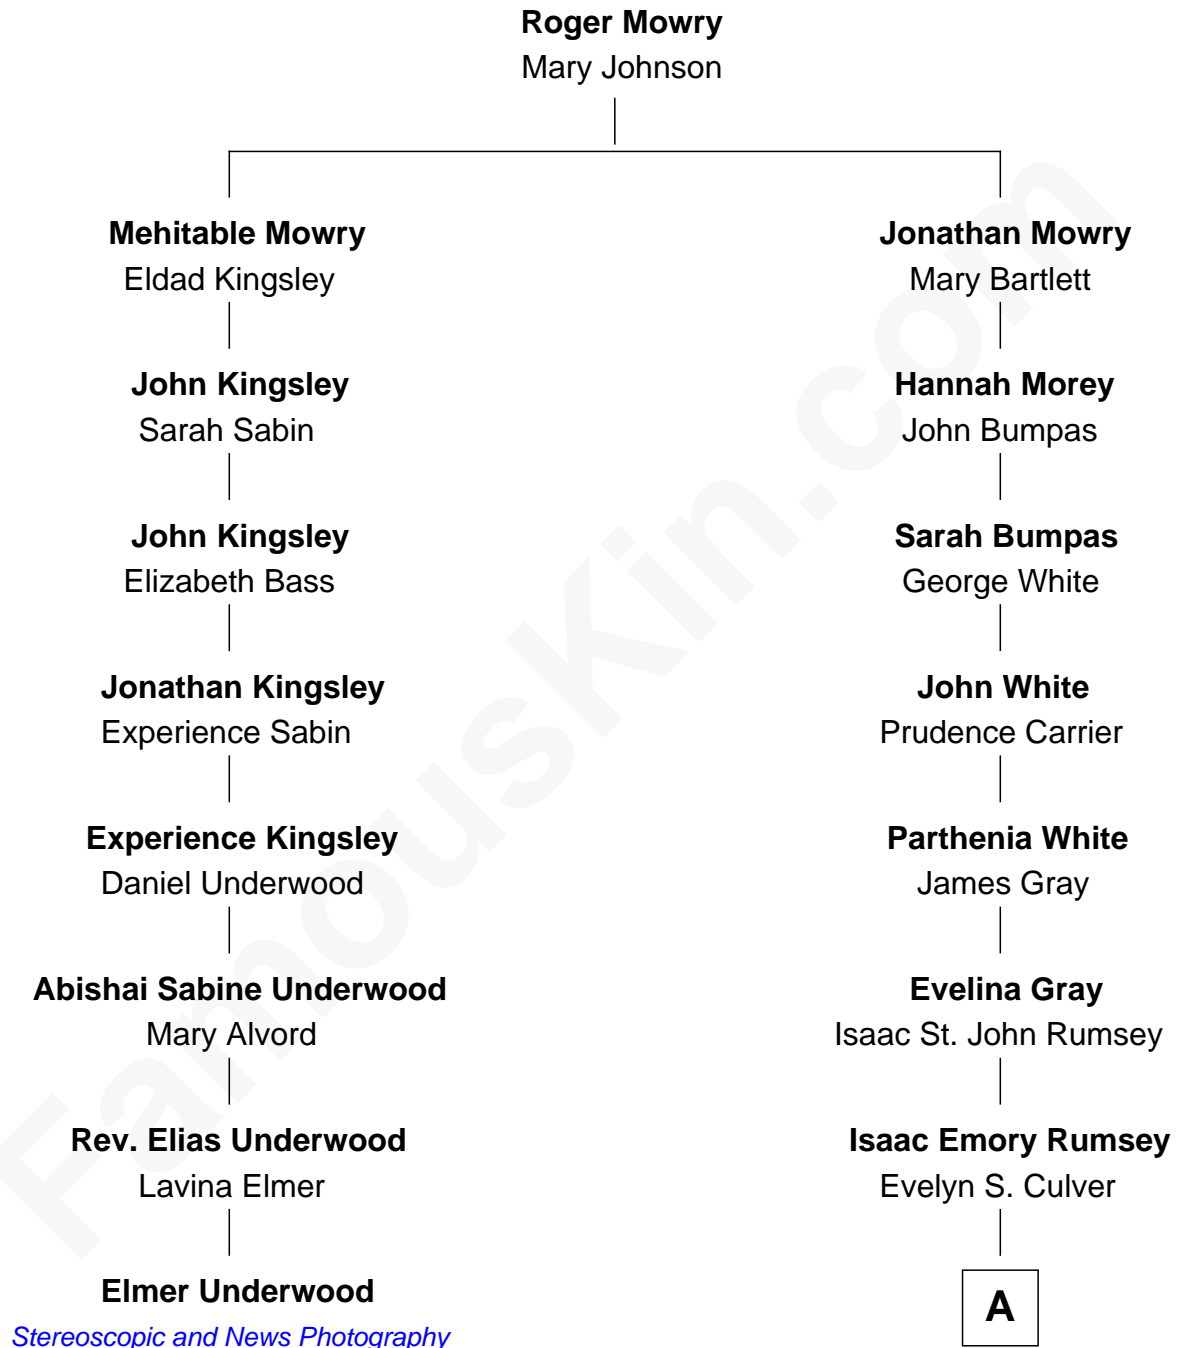 Roger Mowry
Mary Johnson
Mehitable Mowry
Eldad Kingsley
Jonathan Mowry
Mary Bartlett
John Kingsley
Sarah Sabin
Hannah Morey
John Bumpas
John Kingsley
Elizabeth Bass
Sarah Bumpas
George White
Jonathan Kingsley
Experience Sabin
John White
Prudence Carrier
Experience Kingsley
Daniel Underwood
Parthenia White
James Gray
Abishai Sabine Underwood
Mary Alvord
Evelina Gray
Isaac St. John Rumsey
Rev. Elias Underwood
Lavina Elmer
Isaac Emory Rumsey
Evelyn S. Culver
Elmer Underwood
Stereoscopic and News Photography
A
FamousKin.com